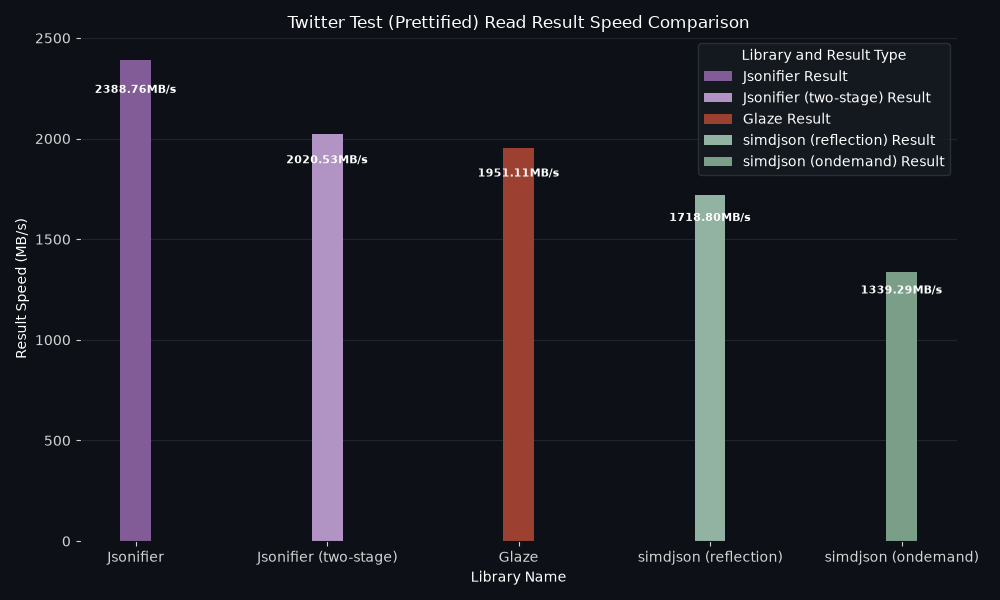 Twitter Test (Prettified) Read Result Speed Comparison
Result Speed (MB/s)
2500
2000
1500
1000
500
0
2388.76MB/s
2020.53MB/s
1951.11MB/s
1718.80MB/s
1339.29MB/s
Library and Result Type
Jsonifier Result
Jsonifier (two-stage) Result
Glaze Result
simdjson (reflection) Result
simdjson (ondemand) Result
Jsonifier
Jsonifier (two-stage)
Glaze
simdjson (reflection)
simdjson (ondemand)
Library Name